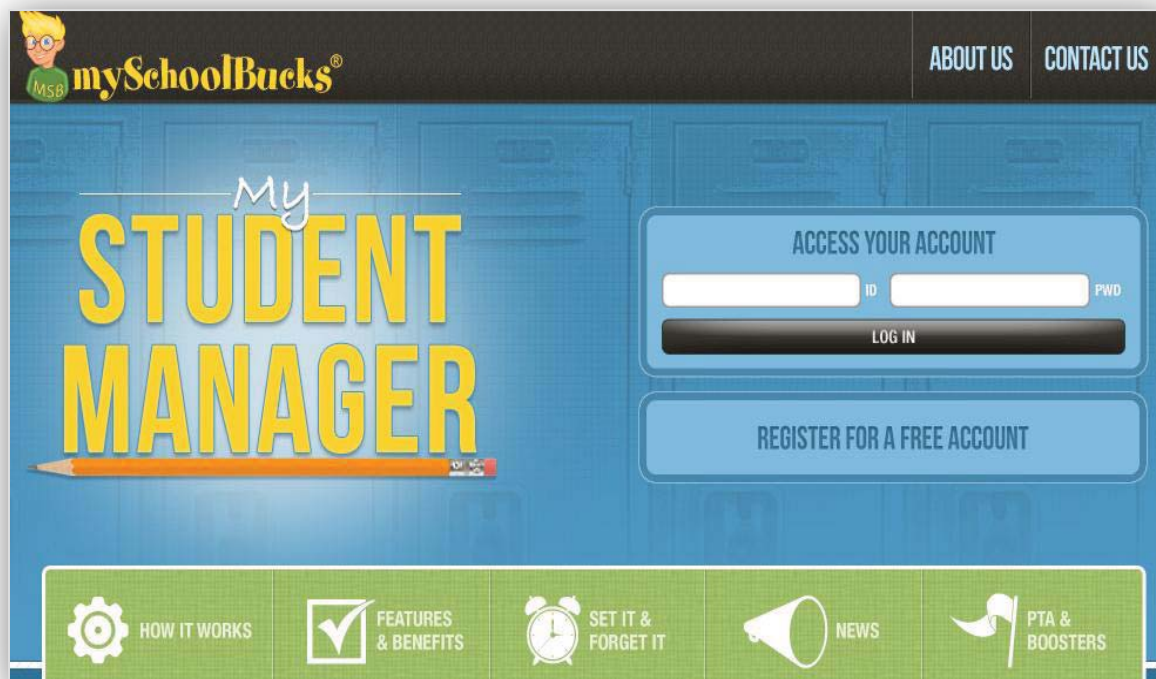 MSB
mySchoolBucks®
ABOUT US
CONTACT US
My
STUDENT
MANAGER
ACCESS YOUR ACCOUNT
ID
PWD
LOG IN
REGISTER FOR A FREE ACCOUNT
HOW IT WORKS
FEATURES
& BENEFITS
SET IT &
FORGET IT
NEWS
PTA &
BOOSTERS